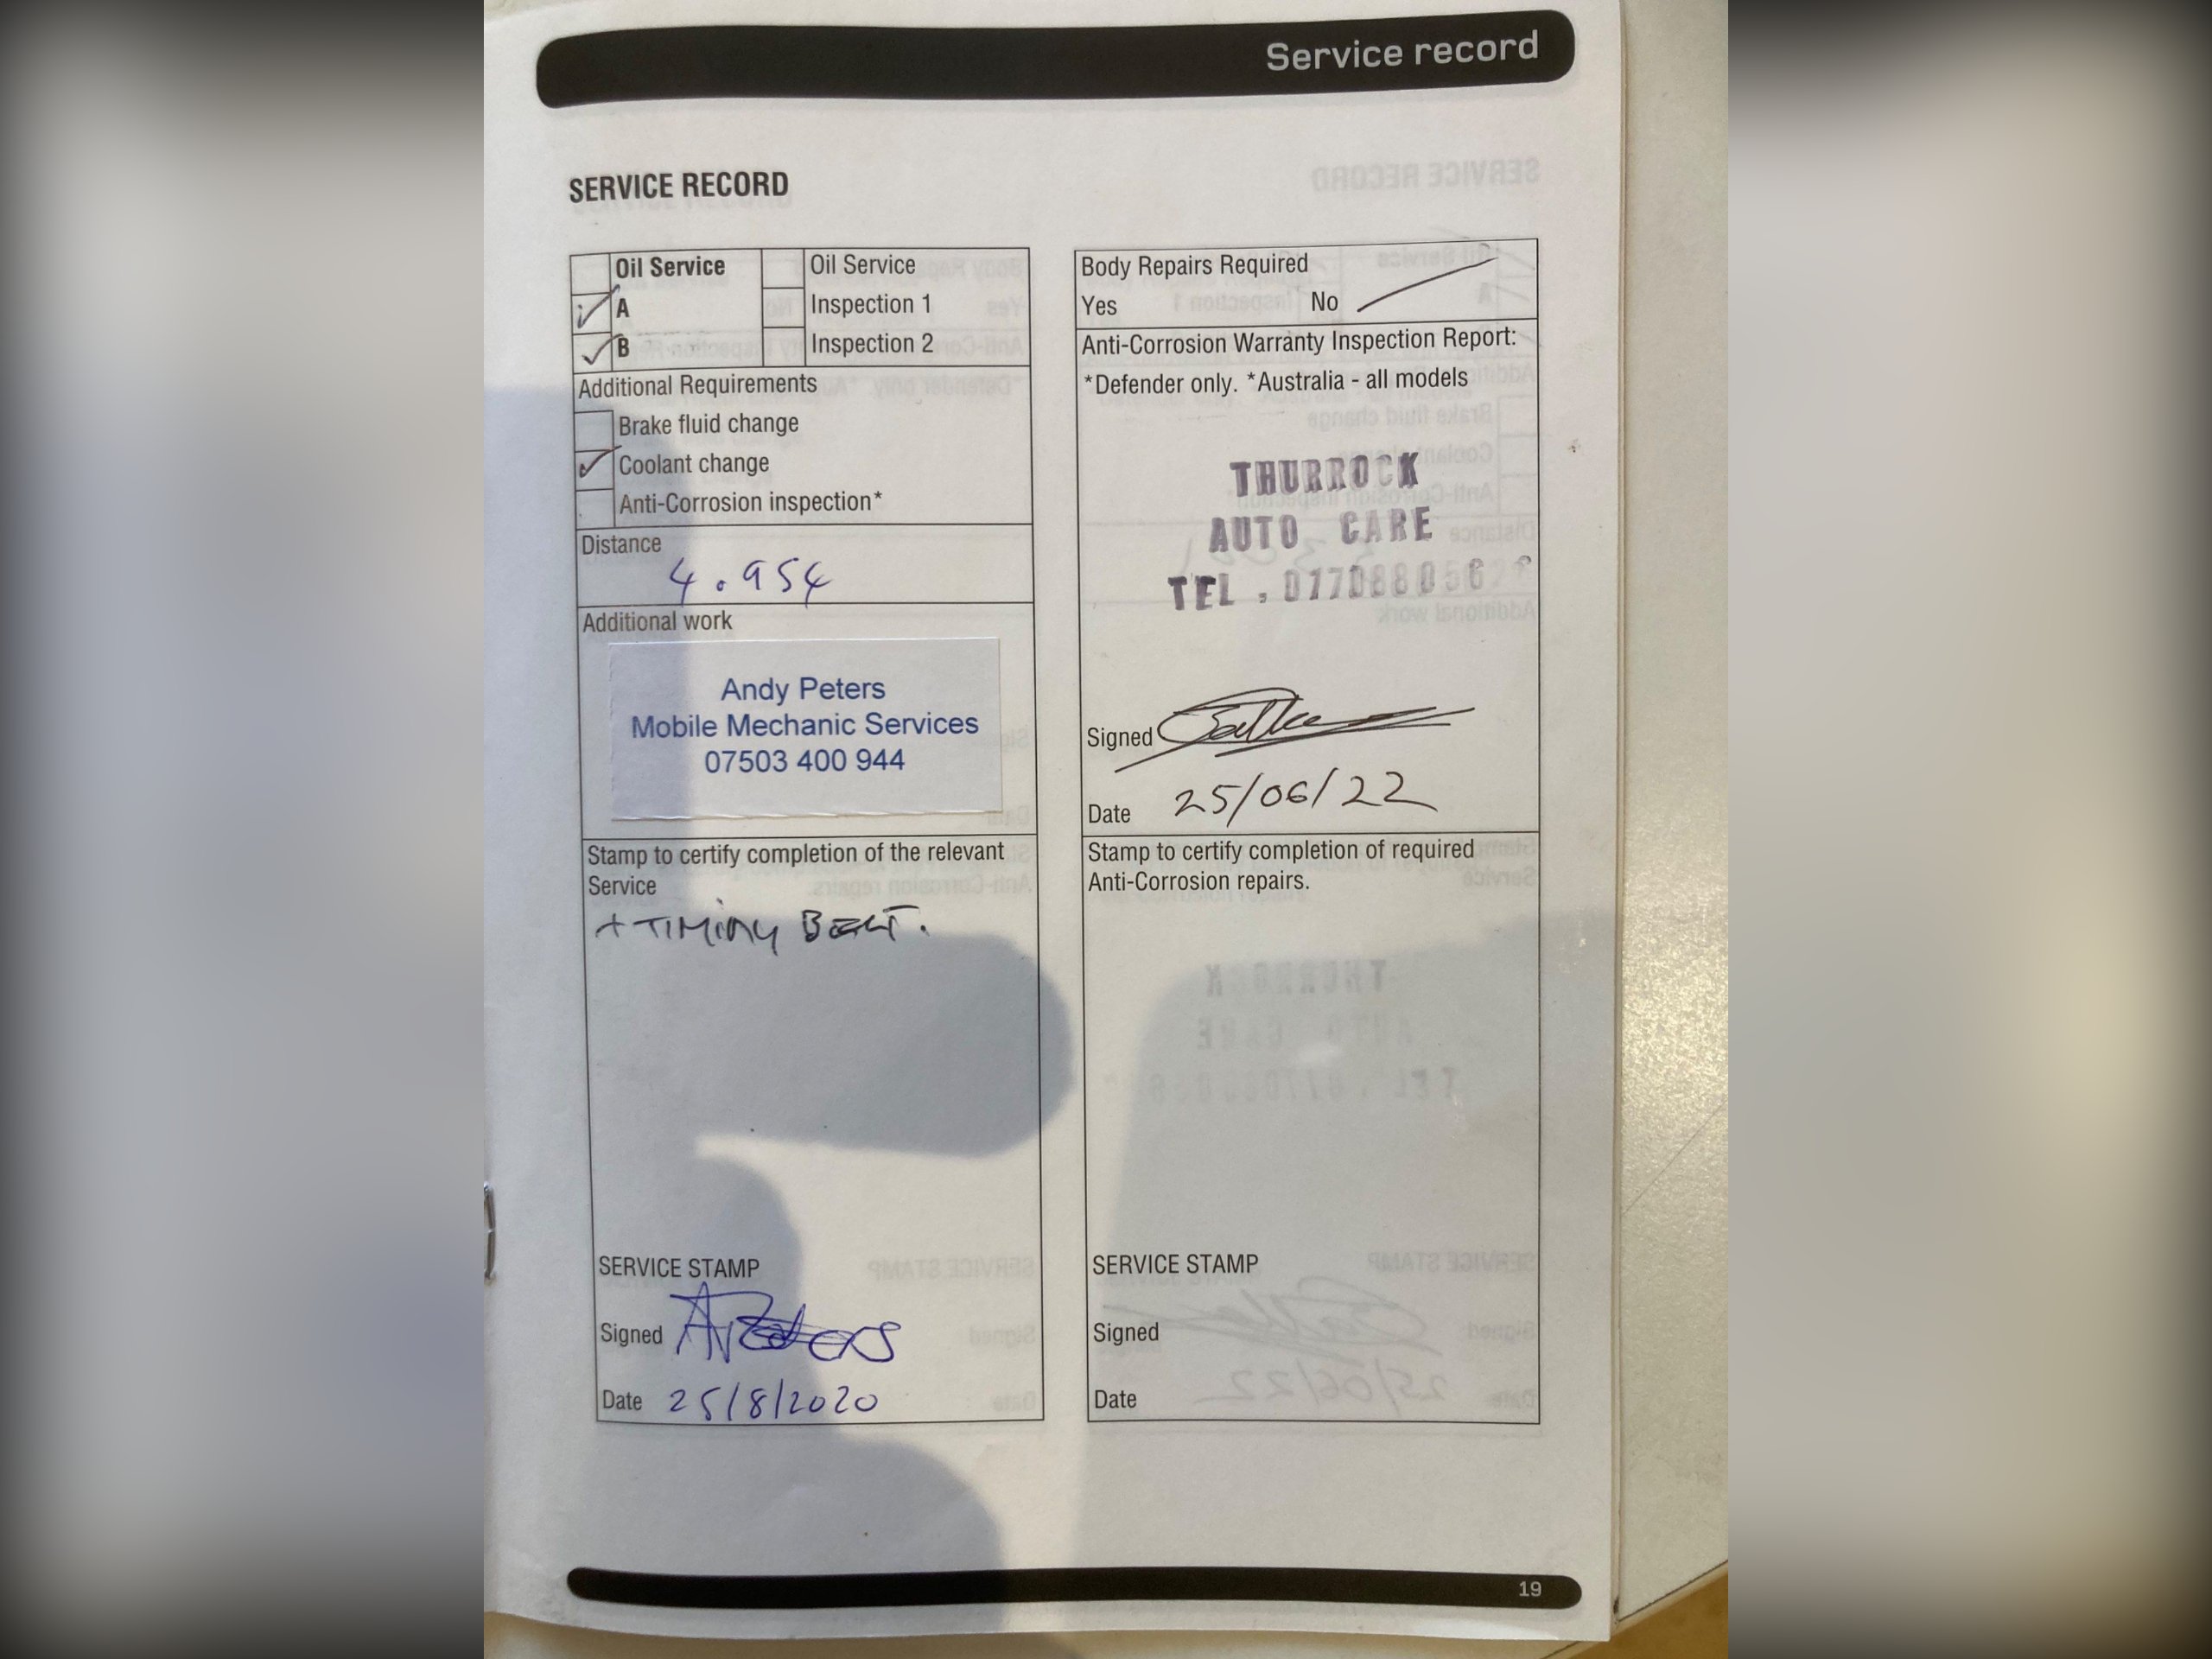 Service record
SERVICE RECORD
Oil Service
A
B
Oil Service
Inspection 1
Inspection 2
Additional Requirements
Brake fluid change
Coolant change
Anti-Corrosion inspection*
Distance
4.954
Additional work
Andy Peters
Mobile Mechanic Services
07503 400 944
Stamp to certify completion of the relevant
Service
+ TIMING BELT.
SERVICE STAMP
Signed APeters
Date 25/8/2020
Body Repairs Required
Yes No
Anti-Corrosion Warranty Inspection Report:
*Defender only. *Australia - all models
THURROCK
AUTO CARE
TEL .
Signed
Date 25/06/22
Stamp to certify completion of required
Anti-Corrosion repairs.
SERVICE STAMP
Signed
Date
19